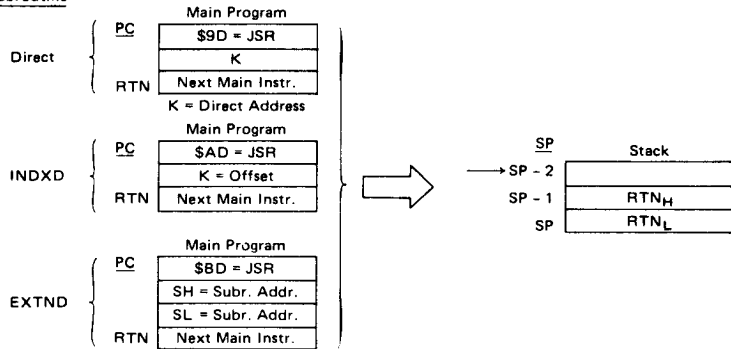 Main Program
PC
$9D = JSR
Direct
K
RTN
Next Main Instr.
K = Direct Address
Main Program
PC
$AD = JSR
INDXD
K = Offset
RTN
Next Main Instr.
Main Program
PC
$BD = JSR
EXTND
SH = Subr. Addr.
SL = Subr. Addr.
RTN
Next Main Instr.
SP
Stack
SP - 2
SP - 1
RTNH
SP
RTNL